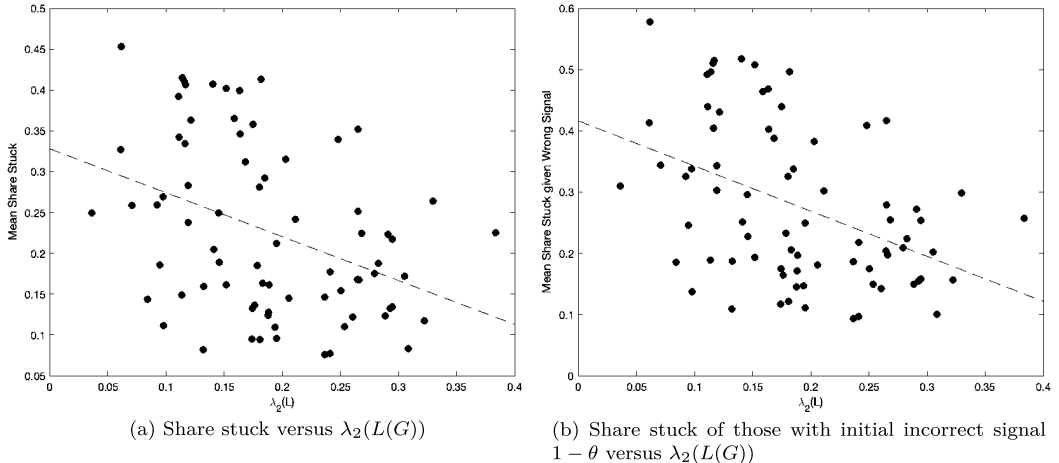 0.5
0.45
0.4
0.35
0.3
0.25
0.2
0.15
0.1
0.05
Mean Share Stuck
0 0.05 0.1 0.15 0.2 0.25 0.3 0.35 0.4
λ2(L)
(a) Share stuck versus λ2(L(G))
0.6
0.5
0.4
0.3
0.2
0.1
0
Mean Share Stuck given Wrong Signal
0 0.05 0.1 0.15 0.2 0.25 0.3 0.35 0.4
λ2(L)
(b) Share stuck of those with initial incorrect signal
1 − θ versus λ2(L(G))